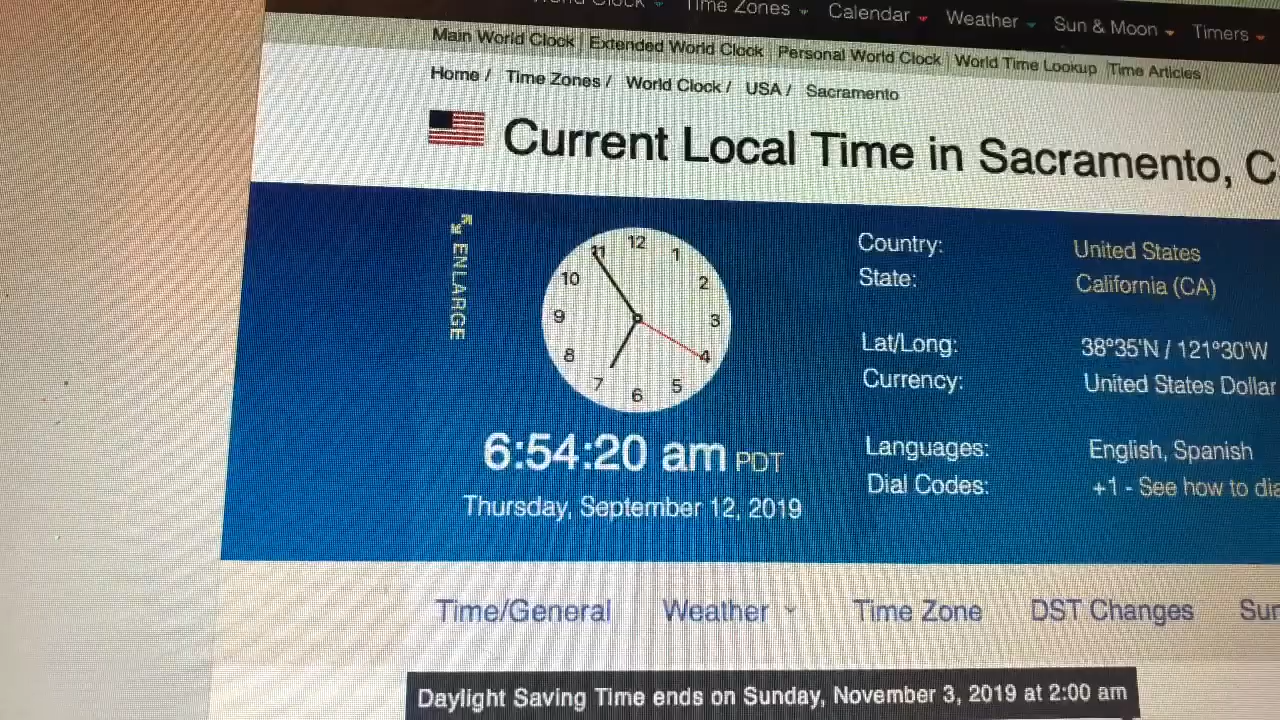 Time Zones Calendar Weather Sun & Moon Timers
Main World Clock | Extended World Clock | Personal World Clock | World Time Lookup | Time Articles
Home / Time Zones / World Clock / USA / Sacramento
Current Local Time in Sacramento, C
ENLARGE
12
11 1
10 2
9 3
8 4
7 5
6
6:54:20 am PDT
Thursday, September 12, 2019
Country: United States
State: California (CA)
Lat/Long: 38°35'N / 121°30'W
Currency: United States Dollar
Languages: English, Spanish
Dial Codes: +1 - See how to dia
Time/General Weather Time Zone DST Changes Sun
Daylight Saving Time ends on Sunday, November 3, 2019 at 2:00 am